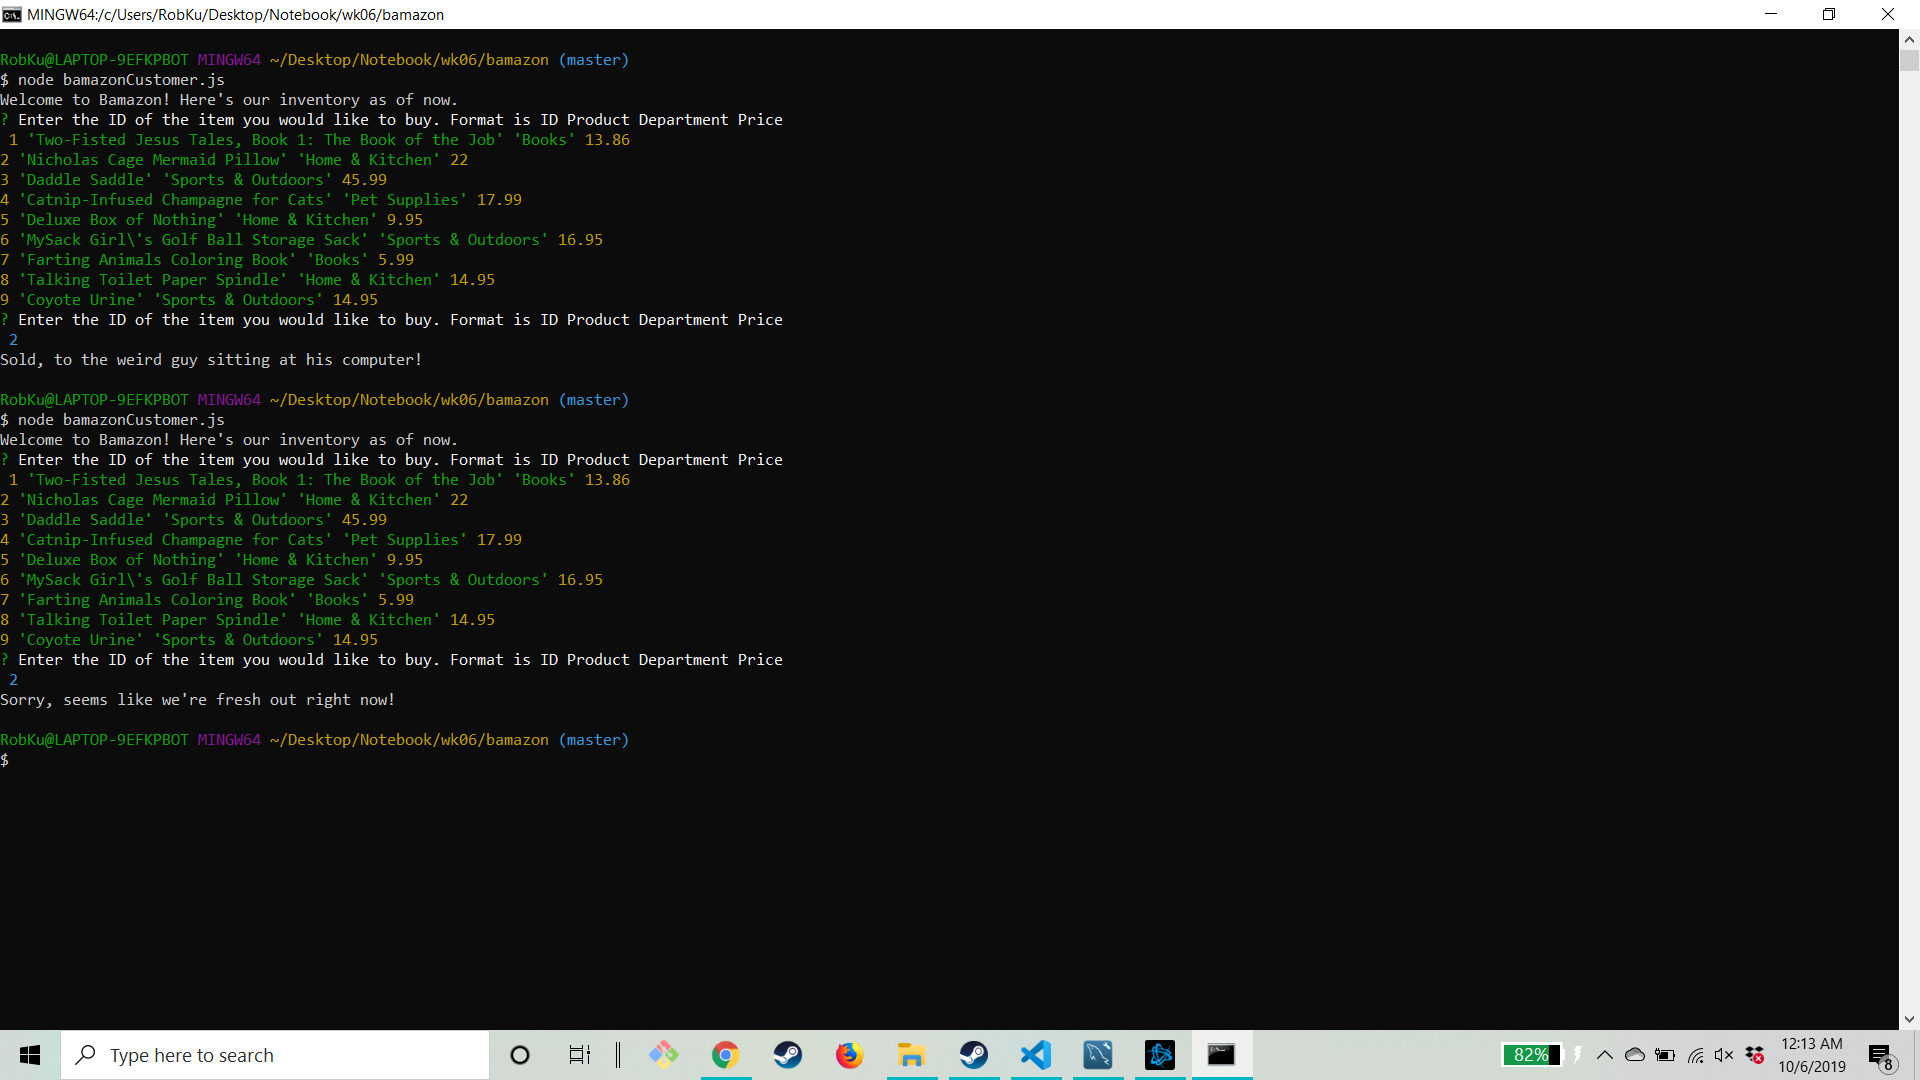 MINGW64:/c/Users/RobKu/Desktop/Notebook/wk06/bamazon
RobKu@LAPTOP-9EFKPBOT MINGW64 ~/Desktop/Notebook/wk06/bamazon (master)
$ node bamazonCustomer.js
Welcome to Bamazon! Here's our inventory as of now.
? Enter the ID of the item you would like to buy. Format is ID Product Department Price
1 'Two-Fisted Jesus Tales, Book 1: The Book of the Job' 'Books' 13.86
2 'Nicholas Cage Mermaid Pillow' 'Home & Kitchen' 22
3 'Daddle Saddle' 'Sports & Outdoors' 45.99
4 'Catnip-Infused Champagne for Cats' 'Pet Supplies' 17.99
5 'Deluxe Box of Nothing' 'Home & Kitchen' 9.95
6 'MySack Girl\'s Golf Ball Storage Sack' 'Sports & Outdoors' 16.95
7 'Farting Animals Coloring Book' 'Books' 5.99
8 'Talking Toilet Paper Spindle' 'Home & Kitchen' 14.95
9 'Coyote Urine' 'Sports & Outdoors' 14.95
? Enter the ID of the item you would like to buy. Format is ID Product Department Price
2
Sold, to the weird guy sitting at his computer!
RobKu@LAPTOP-9EFKPBOT MINGW64 ~/Desktop/Notebook/wk06/bamazon (master)
$ node bamazonCustomer.js
Welcome to Bamazon! Here's our inventory as of now.
? Enter the ID of the item you would like to buy. Format is ID Product Department Price
1 'Two-Fisted Jesus Tales, Book 1: The Book of the Job' 'Books' 13.86
2 'Nicholas Cage Mermaid Pillow' 'Home & Kitchen' 22
3 'Daddle Saddle' 'Sports & Outdoors' 45.99
4 'Catnip-Infused Champagne for Cats' 'Pet Supplies' 17.99
5 'Deluxe Box of Nothing' 'Home & Kitchen' 9.95
6 'MySack Girl\'s Golf Ball Storage Sack' 'Sports & Outdoors' 16.95
7 'Farting Animals Coloring Book' 'Books' 5.99
8 'Talking Toilet Paper Spindle' 'Home & Kitchen' 14.95
9 'Coyote Urine' 'Sports & Outdoors' 14.95
? Enter the ID of the item you would like to buy. Format is ID Product Department Price
2
Sorry, seems like we're fresh out right now!
RobKu@LAPTOP-9EFKPBOT MINGW64 ~/Desktop/Notebook/wk06/bamazon (master)
$
Type here to search
82%
12:13 AM
10/6/2019
8